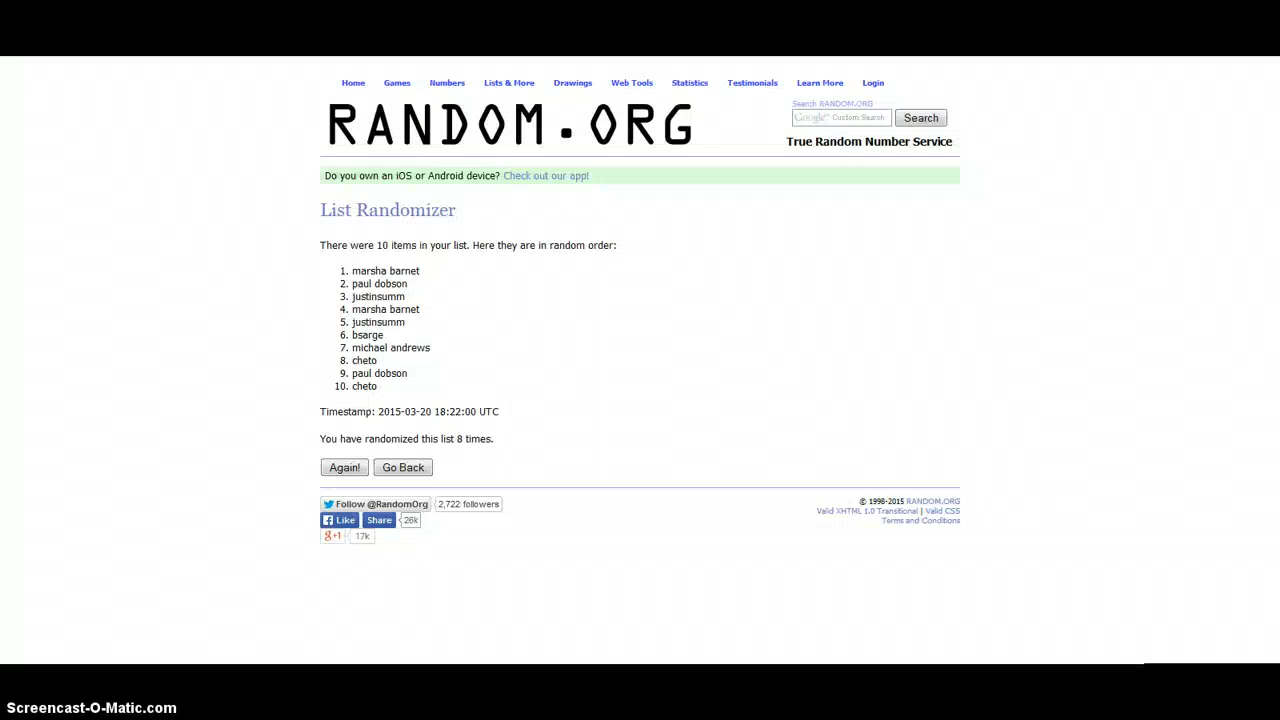 Home Games Numbers Lists & More Drawings Web Tools Statistics Testimonials Learn More Login
RANDOM.ORG
Search RANDOM.ORG
Google™ Custom Search Search
True Random Number Service
Do you own an iOS or Android device? Check out our app!
List Randomizer
There were 10 items in your list. Here they are in random order:
1. marsha barnet
2. paul dobson
3. justinsumm
4. marsha barnet
5. justinsumm
6. bsarge
7. michael andrews
8. cheto
9. paul dobson
10. cheto
Timestamp: 2015-03-20 18:22:00 UTC
You have randomized this list 8 times.
Again! Go Back
Follow @RandomOrg 2,722 followers
Like Share 26k
g+1 17k
© 1998-2015 RANDOM.ORG
Valid XHTML 1.0 Transitional | Valid CSS
Terms and Conditions
Screencast-O-Matic.com